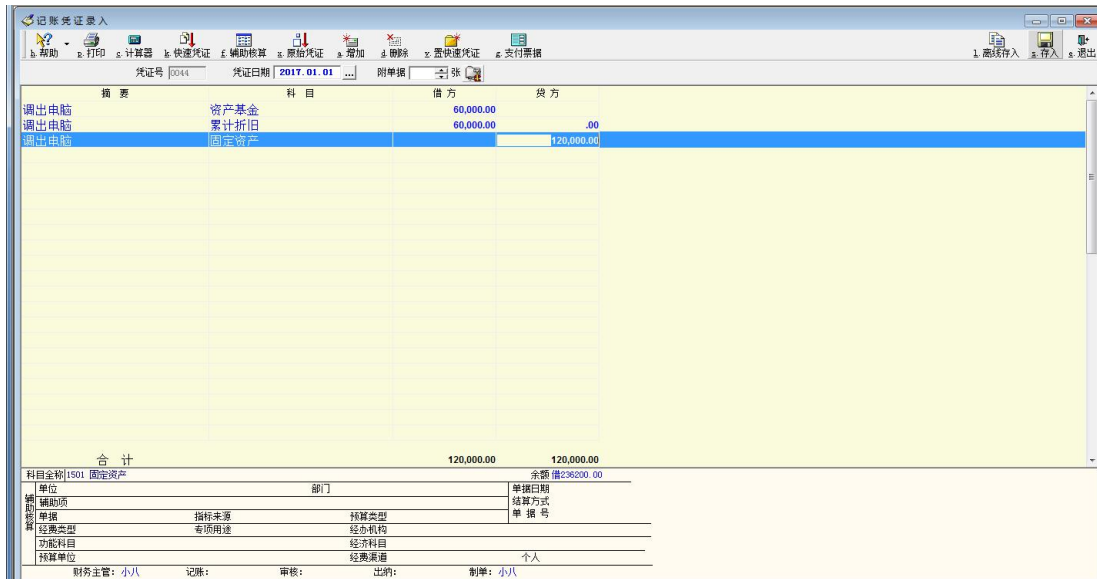 记账凭证录入
h.帮助 p.打印 c.计算器 k.快速凭证 f.辅助核算 x.原始凭证 a.增加 d.删除 y.置快速凭证 g.支付票据 l.离线存入 s.存入 e.退出
凭证号 0044 凭证日期 2017.01.01 ... 附单据 张
摘 要 科 目 借 方 贷 方
调出电脑 资产基金 60,000.00
调出电脑 累计折旧 60,000.00 .00
调出电脑 固定资产 120,000.00
合 计 120,000.00 120,000.00
科目全称 1501 固定资产 余额 借236200.00
辅助核算
单位 部门 单据日期
辅助项 结算方式
单据 指标来源 预算类型 单 据 号
经费类型 专项用途 经办机构
功能科目 经济科目
预算单位 经费渠道 个人
财务主管: 小八 记账: 审核: 出纳: 制单: 小八